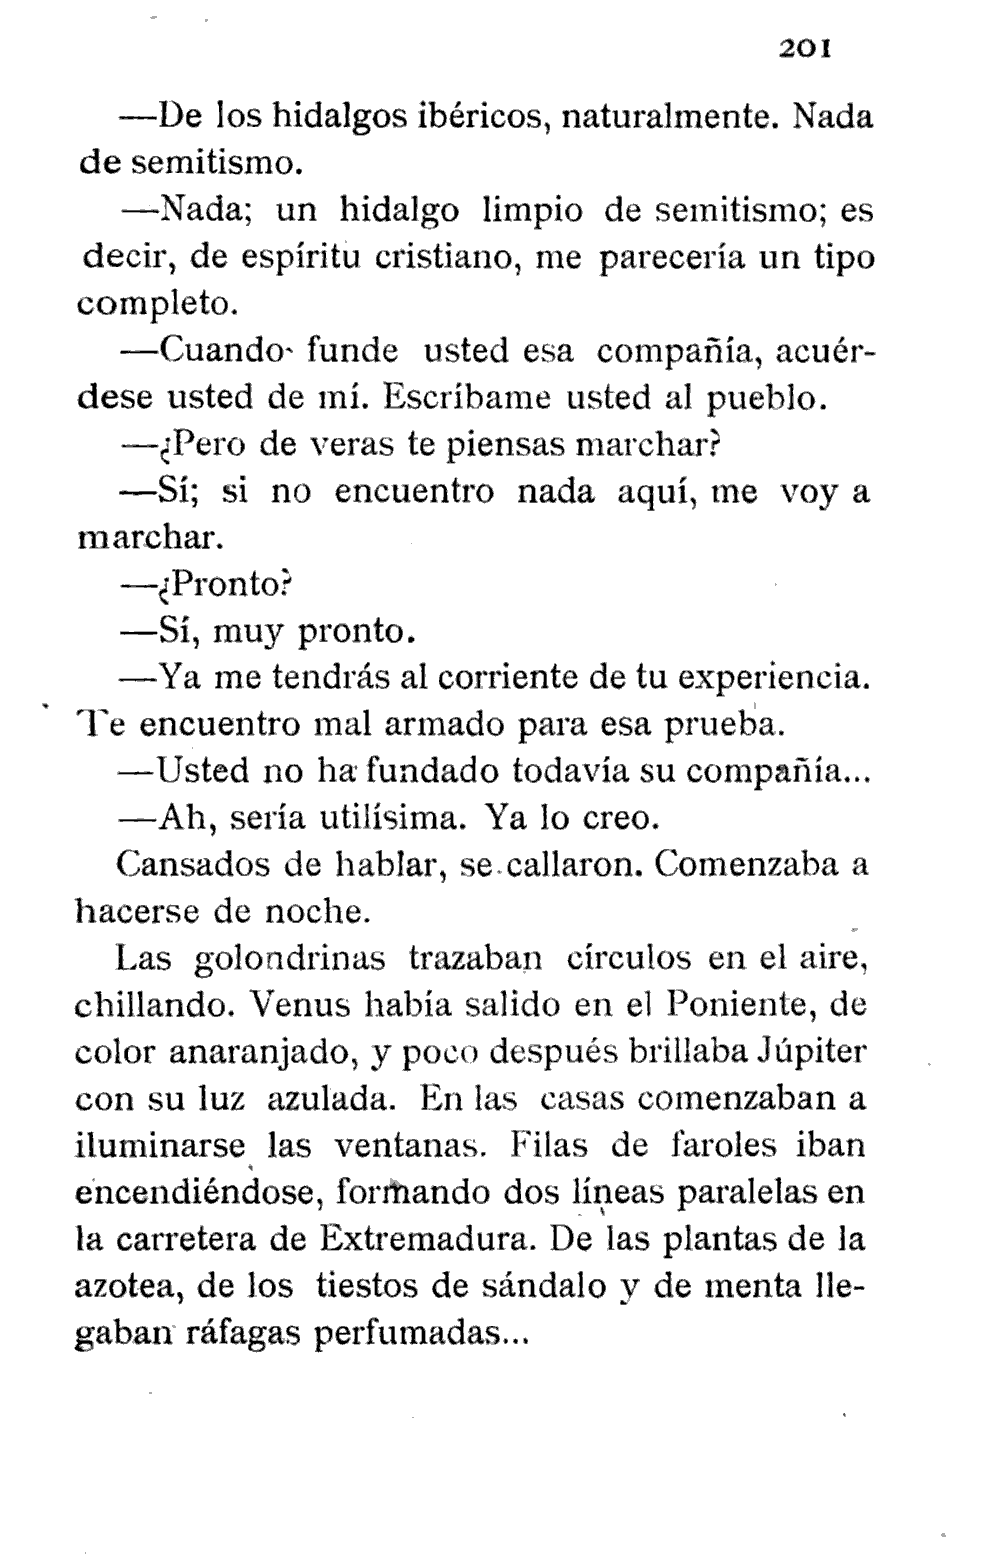 201
—De los hidalgos ibéricos, naturalmente. Nada
de semitismo.
—Nada; un hidalgo limpio de semitismo; es
decir, de espíritu cristiano, me parecería un tipo
completo.
—Cuando funde usted esa compañía, acuér-
dese usted de mí. Escríbame usted al pueblo.
—¿Pero de veras te piensas marchar?
—Sí; si no encuentro nada aquí, me voy a
marchar.
—¿Pronto?
—Sí, muy pronto.
—Ya me tendrás al corriente de tu experiencia.
Te encuentro mal armado para esa prueba.
—Usted no ha fundado todavía su compañía...
—Ah, sería utilísima. Ya lo creo.
Cansados de hablar, se callaron. Comenzaba a
hacerse de noche.
Las golondrinas trazaban círculos en el aire,
chillando. Venus había salido en el Poniente, de
color anaranjado, y poco después brillaba Júpiter
con su luz azulada. En las casas comenzaban a
iluminarse las ventanas. Filas de faroles iban
encendiéndose, formando dos líneas paralelas en
la carretera de Extremadura. De las plantas de la
azotea, de los tiestos de sándalo y de menta lle-
gaban ráfagas perfumadas...